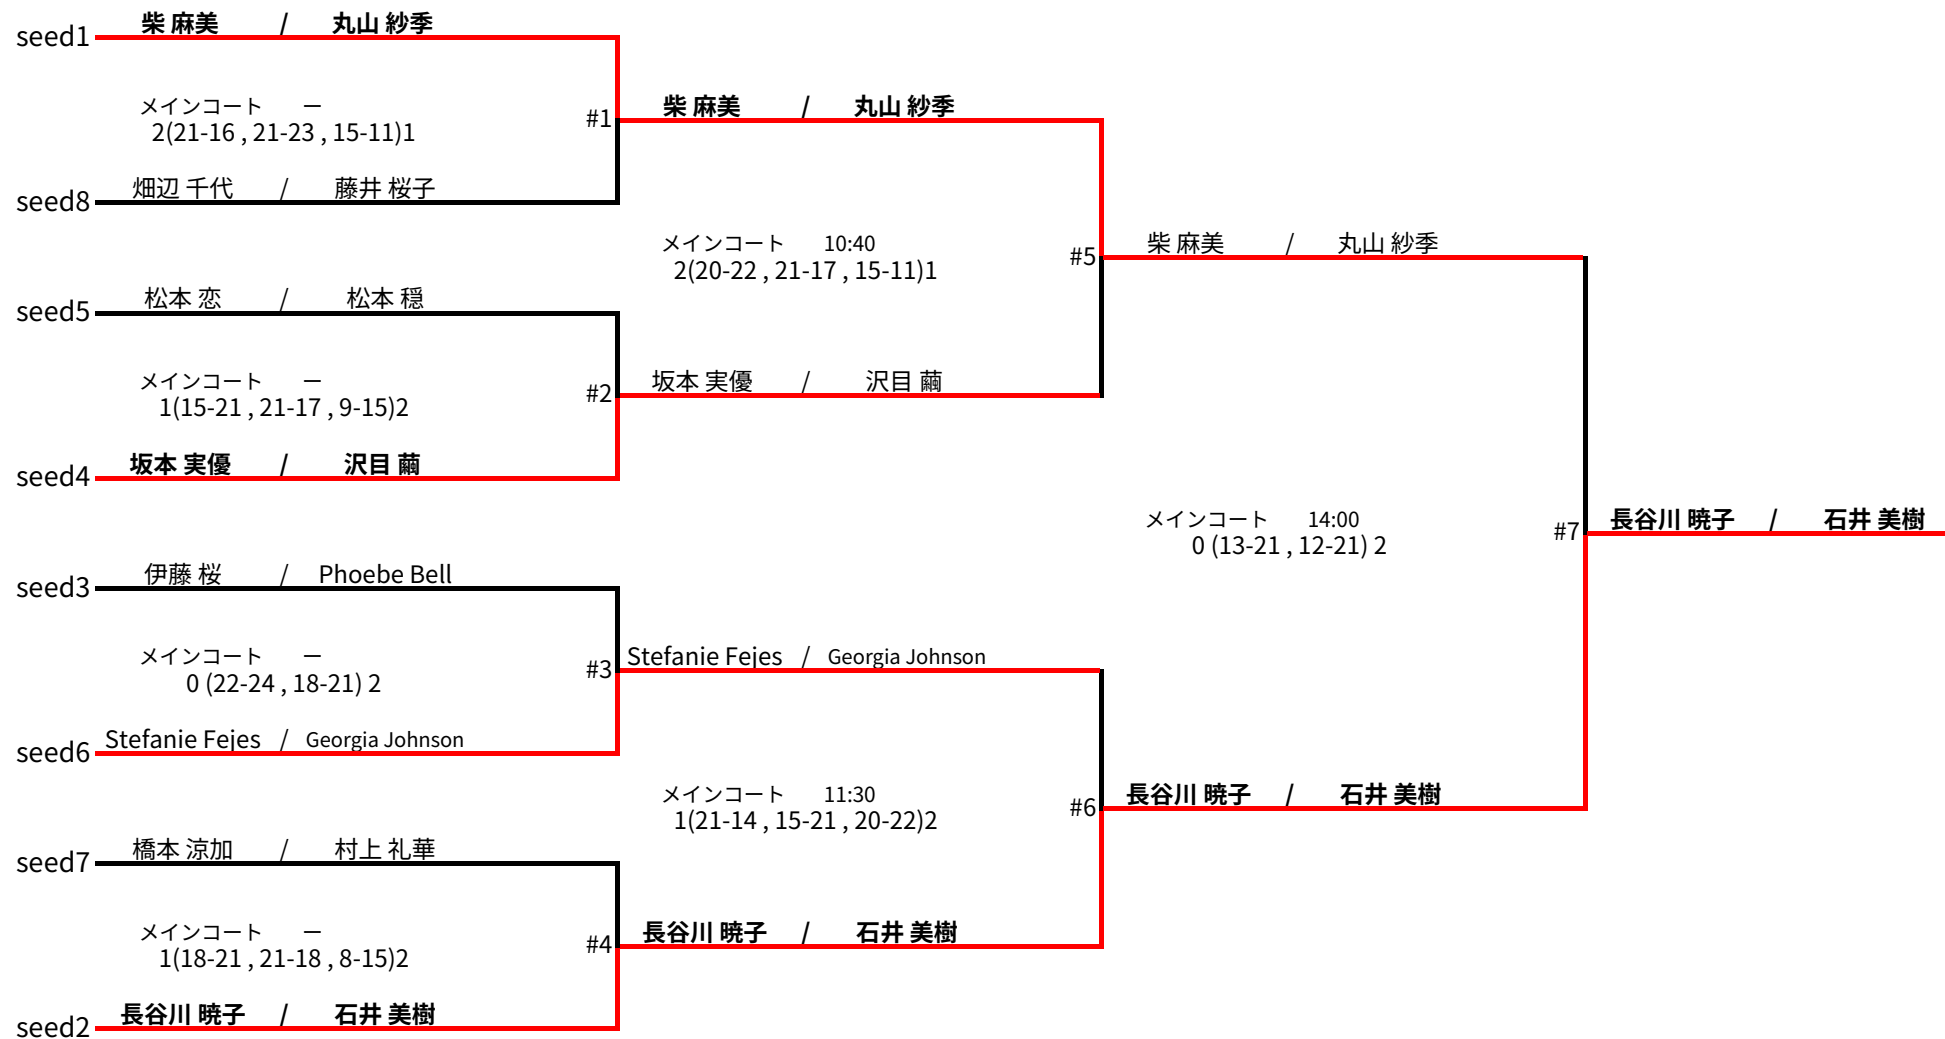 seed1 柴 麻美 / 丸山 紗季
メインコート ー
2(21-16 , 21-23 , 15-11)1
#1
seed8 畑辺 千代 / 藤井 桜子
柴 麻美 / 丸山 紗季
seed5 松本 恋 / 松本 穏
メインコート ー
1(15-21 , 21-17 , 9-15)2
#2
seed4 坂本 実優 / 沢目 繭
メインコート 10:40
2(20-22 , 21-17 , 15-11)1
#5
坂本 実優 / 沢目 繭
柴 麻美 / 丸山 紗季
seed3 伊藤 桜 / Phoebe Bell
メインコート ー
0 (22-24 , 18-21) 2
#3
seed6 Stefanie Fejes / Georgia Johnson
Stefanie Fejes / Georgia Johnson
seed7 橋本 涼加 / 村上 礼華
メインコート ー
1(18-21 , 21-18 , 8-15)2
#4
seed2 長谷川 暁子 / 石井 美樹
メインコート 11:30
1(21-14 , 15-21 , 20-22)2
#6
長谷川 暁子 / 石井 美樹
長谷川 暁子 / 石井 美樹
メインコート 14:00
0 (13-21 , 12-21) 2
#7
長谷川 暁子 / 石井 美樹